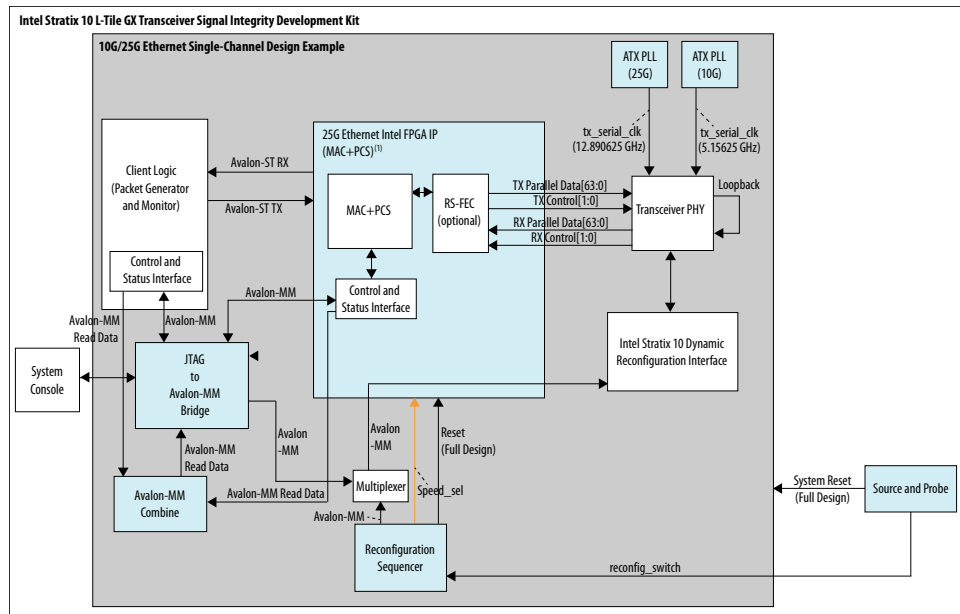 Intel Stratix 10 L-Tile GX Transceiver Signal Integrity Development Kit
10G/25G Ethernet Single-Channel Design Example
ATX PLL
(25G)
ATX PLL
(10G)
tx_serial_clk
(12.890625 GHz)
tx_serial_clk
(5.15625 GHz)
Client Logic
(Packet Generator
and Monitor)
Control and
Status Interface
Avalon-ST RX
Avalon-ST TX
25G Ethernet Intel FPGA IP
(MAC+PCS)(1)
MAC+PCS
RS-FEC
(optional)
TX Parallel Data[63:0]
TX Control[1:0]
RX Parallel Data[63:0]
RX Control[1:0]
Transceiver PHY
Loopback
Control and
Status Interface
Avalon-MM
Avalon-MM
Avalon-MM
Read Data
System
Console
JTAG
to
Avalon-MM
Bridge
Intel Stratix 10 Dynamic
Reconfiguration Interface
Avalon-MM
Read Data
Avalon
-MM
Avalon
-MM
Reset
(Full Design)
Avalon-MM
Combine
Avalon-MM Read Data
Multiplexer
Speed_sel
Avalon-MM
Reconfiguration
Sequencer
System Reset
(Full Design)
Source and Probe
reconfig_switch